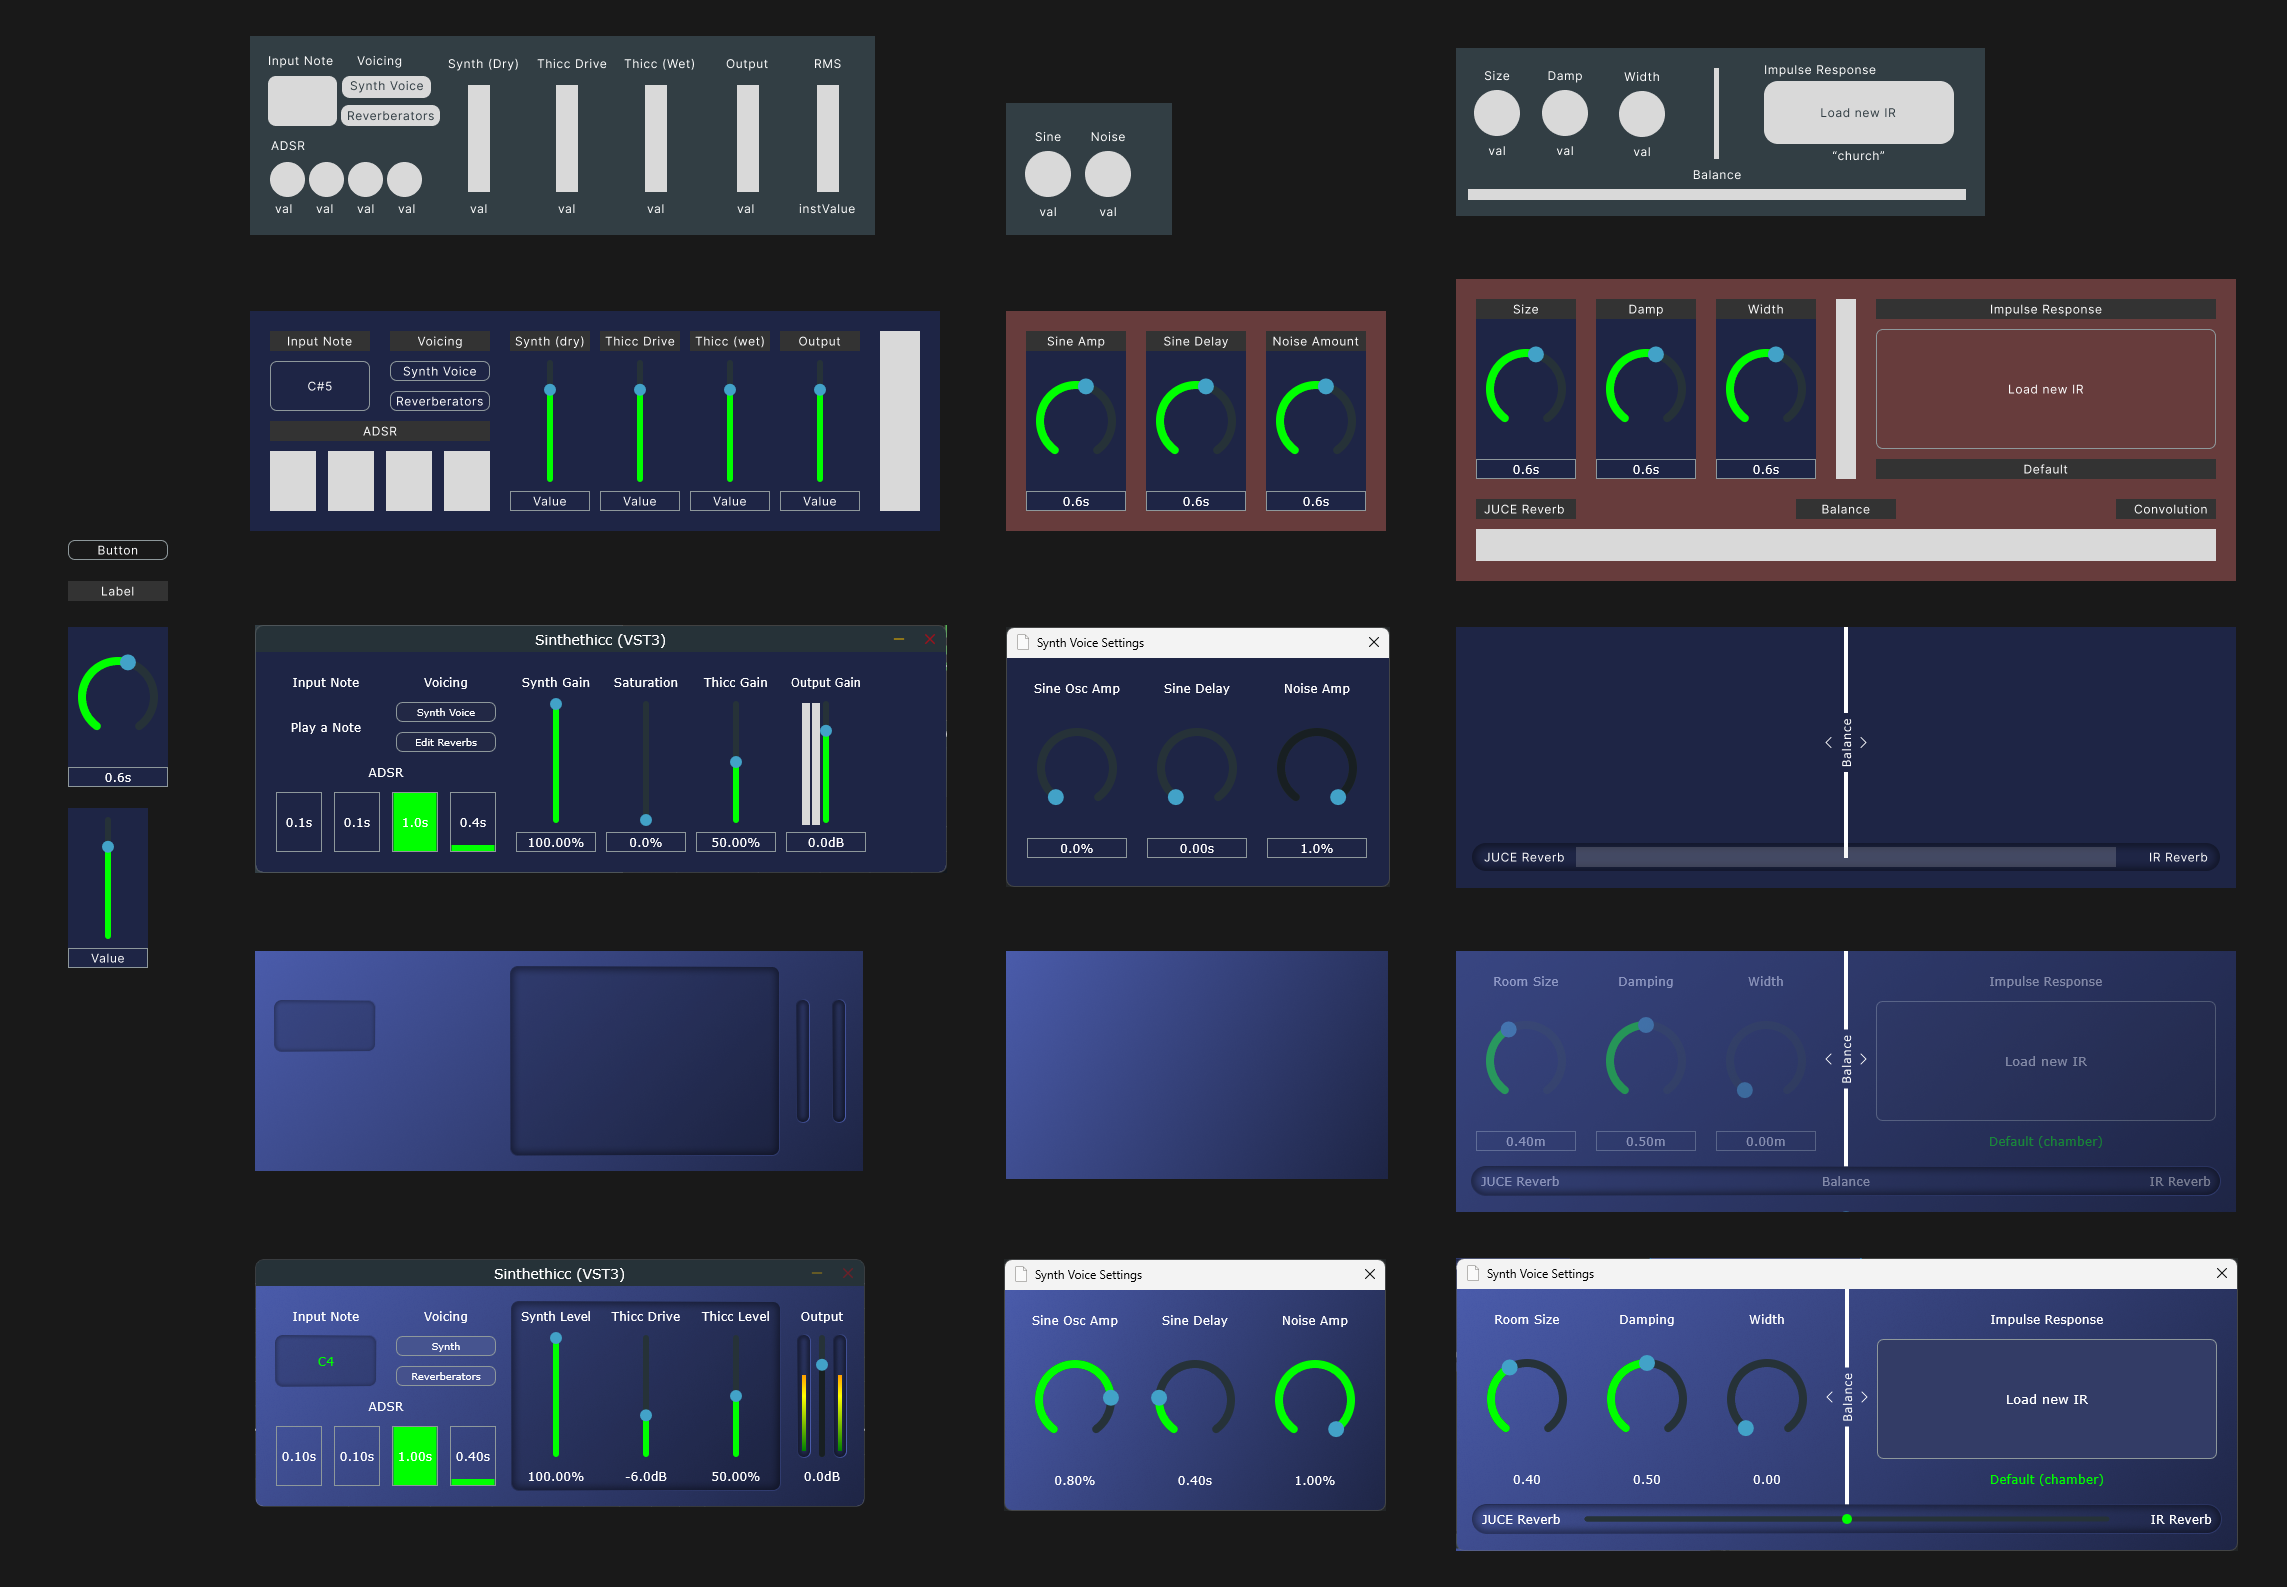 Input Note
Voicing
Synth (Dry)
Thicc Drive
Thicc (Wet)
Output
RMS
Synth Voice
Reverberators
ADSR
val
val
val
val
val
val
val
val
instValue
Sine
Noise
val
val
Size
Damp
Width
Impulse Response
Load new IR
val
val
val
“church”
Balance
Input Note
Voicing
Synth (dry)
Thicc Drive
Thicc (wet)
Output
C#5
Synth Voice
Reverberators
ADSR
Value
Value
Value
Value
Sine Amp
Sine Delay
Noise Amount
0.6s
0.6s
0.6s
Size
Damp
Width
Impulse Response
Load new IR
0.6s
0.6s
0.6s
Default
JUCE Reverb
Balance
Convolution
Button
Label
0.6s
Value
Sinthethicc (VST3)
Input Note
Voicing
Synth Gain
Saturation
Thicc Gain
Output Gain
Play a Note
Synth Voice
Edit Reverbs
ADSR
0.1s
0.1s
1.0s
0.4s
100.00%
0.0%
50.00%
0.0dB
Synth Voice Settings
Sine Osc Amp
Sine Delay
Noise Amp
0.0%
0.00s
1.0%
Balance
JUCE Reverb
IR Reverb
Room Size
Damping
Width
Impulse Response
Balance
Load new IR
0.40m
0.50m
0.00m
Default (chamber)
JUCE Reverb
Balance
IR Reverb
Sinthethicc (VST3)
Input Note
Voicing
Synth Level
Thicc Drive
Thicc Level
Output
C4
Synth
Reverberators
ADSR
0.10s
0.10s
1.00s
0.40s
100.00%
-6.0dB
50.00%
0.0dB
Synth Voice Settings
Sine Osc Amp
Sine Delay
Noise Amp
0.80%
0.40s
1.00%
Synth Voice Settings
Room Size
Damping
Width
Impulse Response
Balance
Load new IR
0.40
0.50
0.00
Default (chamber)
JUCE Reverb
IR Reverb